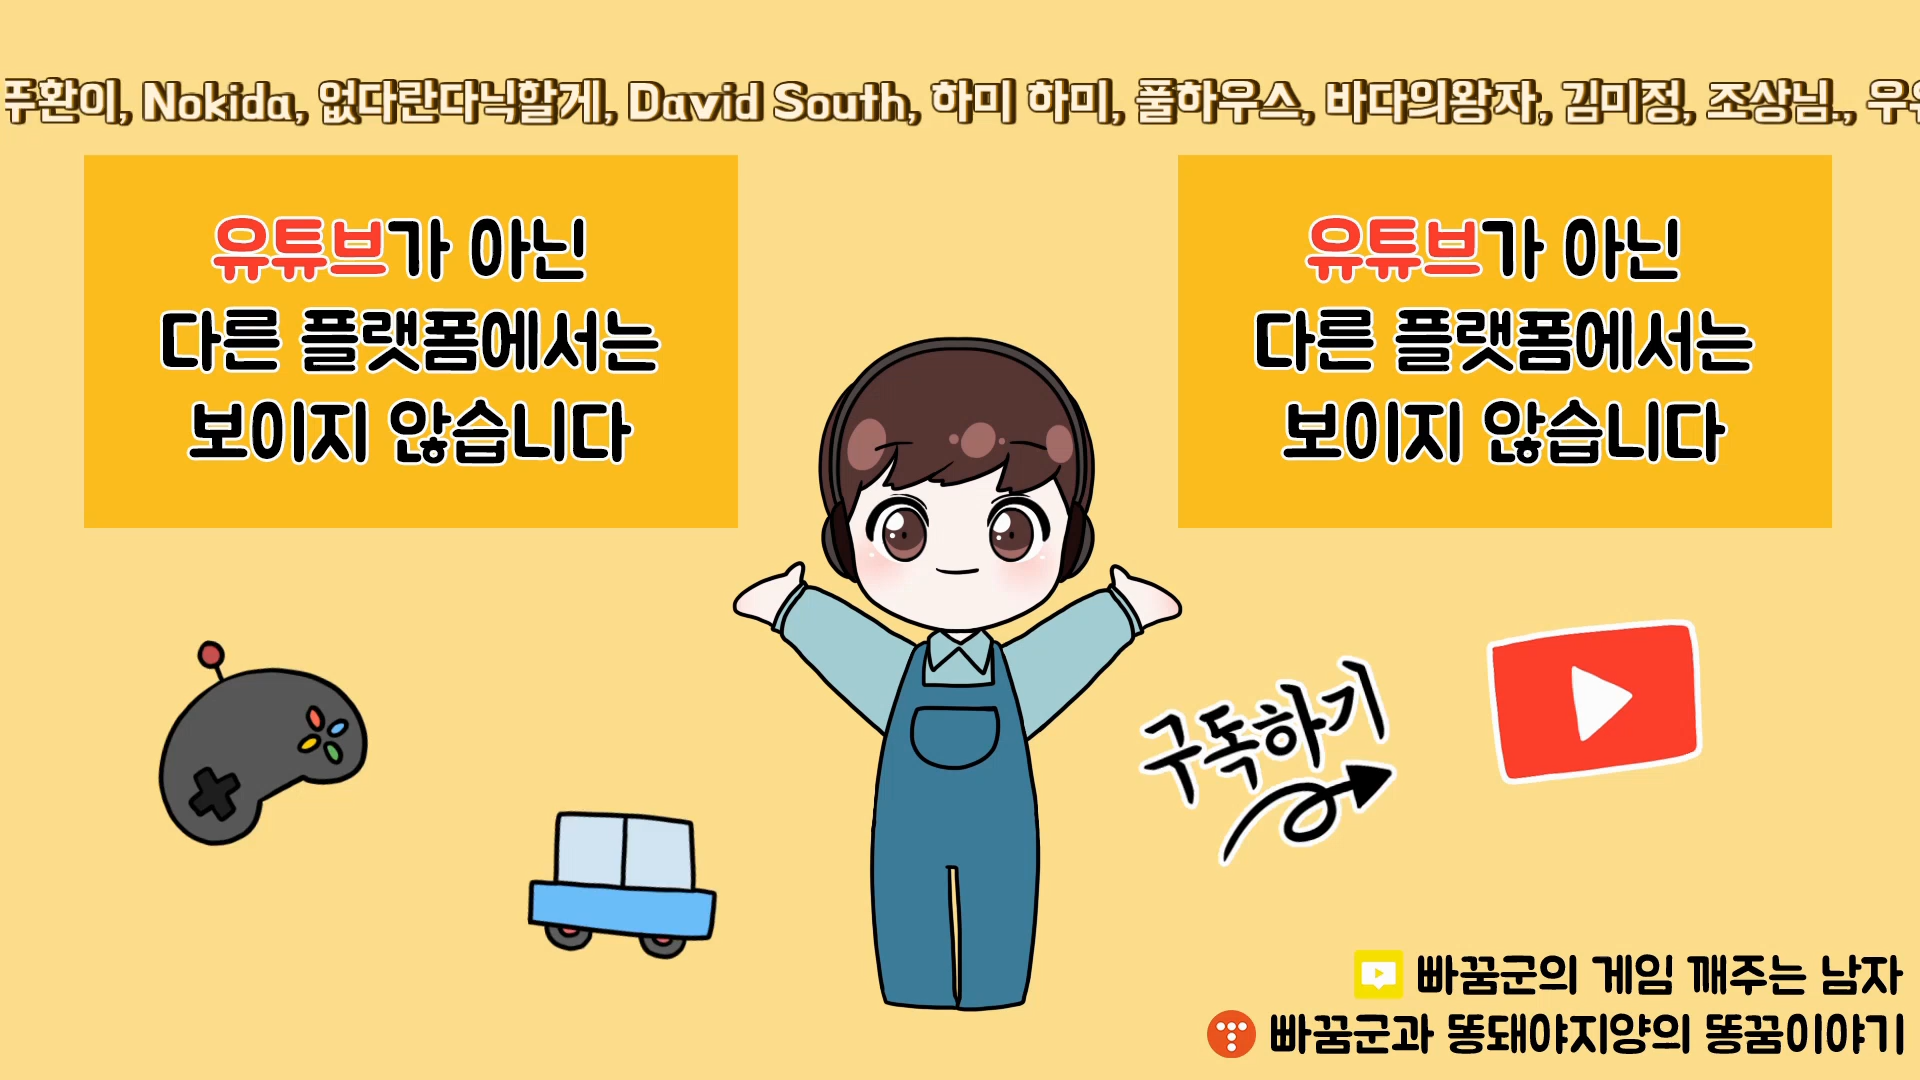 푸환이, Nokida, 없다란다닉할게, David South, 하미 하미, 풀하우스, 바다의왕자, 김미정, 조상님., 우유
유튜브가 아닌
다른 플랫폼에서는
보이지 않습니다
유튜브가 아닌
다른 플랫폼에서는
보이지 않습니다
구독하기
빠꿈군의 게임 깨주는 남자
빠꿈군과 똥돼야지양의 똥꿈이야기